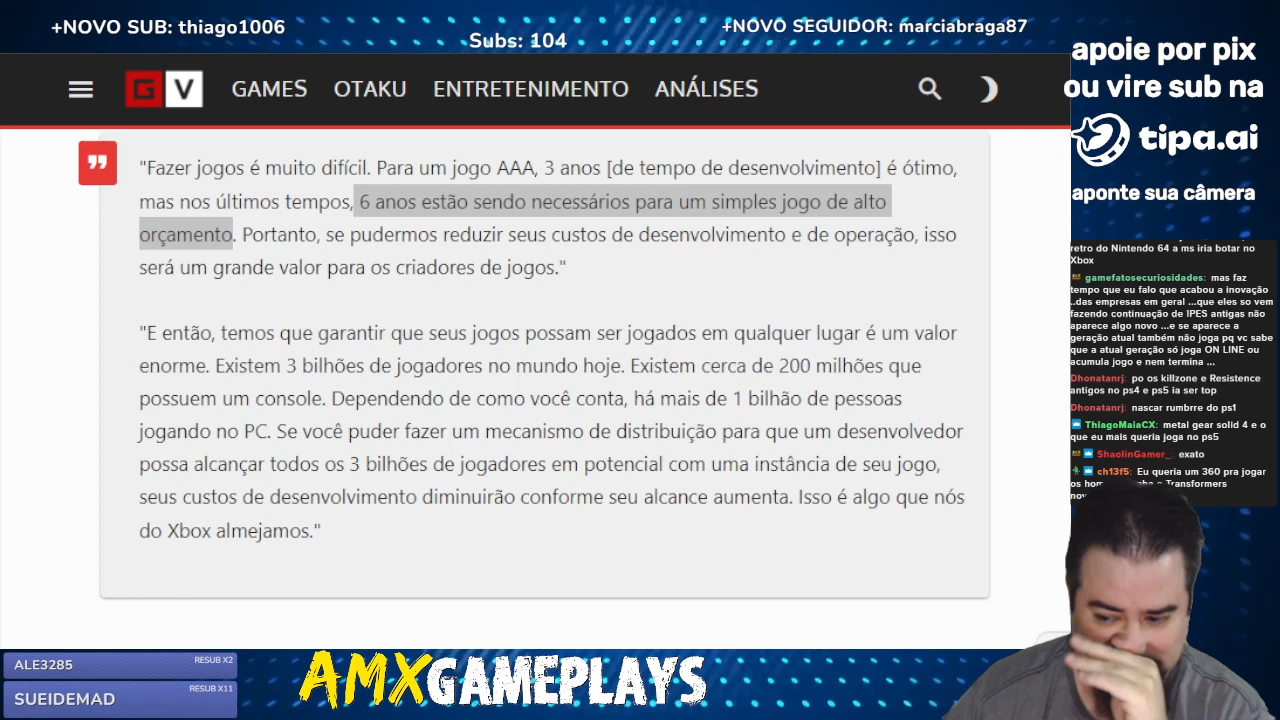 +NOVO SUB: thiago1006
Subs: 104
+NOVO SEGUIDOR: marciabraga87
GV
GAMES
OTAKU
ENTRETENIMENTO
ANÁLISES
"Fazer jogos é muito difícil. Para um jogo AAA, 3 anos [de tempo de desenvolvimento] é ótimo,
mas nos últimos tempos, 6 anos estão sendo necessários para um simples jogo de alto
orçamento. Portanto, se pudermos reduzir seus custos de desenvolvimento e de operação, isso
será um grande valor para os criadores de jogos."
"E então, temos que garantir que seus jogos possam ser jogados em qualquer lugar é um valor
enorme. Existem 3 bilhões de jogadores no mundo hoje. Existem cerca de 200 milhões que
possuem um console. Dependendo de como você conta, há mais de 1 bilhão de pessoas
jogando no PC. Se você puder fazer um mecanismo de distribuição para que um desenvolvedor
possa alcançar todos os 3 bilhões de jogadores em potencial com uma instância de seu jogo,
seus custos de desenvolvimento diminuirão conforme seu alcance aumenta. Isso é algo que nós
do Xbox almejamos."
apoie por pix
ou vire sub na
tipa.ai
aponte sua câmera
retro do Nintendo 64 a ms iria botar no
Xbox
gamefatosecuriosidades: mas faz
tempo que eu falo que acabou a inovação
..das empresas em geral ...que eles so vem
fazendo continuação de IPES antigas não
aparece algo novo ...e se aparece a
geração atual também não joga pq vc sabe
que a atual geração só joga ON LINE ou
acumula jogo e nem termina ...
Dhonatanrj: po os killzone e Resistence
antigos no ps4 e ps5 ia ser top
Dhonatanrj: nascar rumbrre do ps1
ThiagoMaiaCX: metal gear solid 4 e o
que eu mais queria joga no ps5
ShaolinGamer_: exato
ch13f5: Eu queria um 360 pra jogar
os e Transformers
ALE3285
RESUB X2
SUEIDEMAD
RESUB X11
AMXGAMEPLAYS